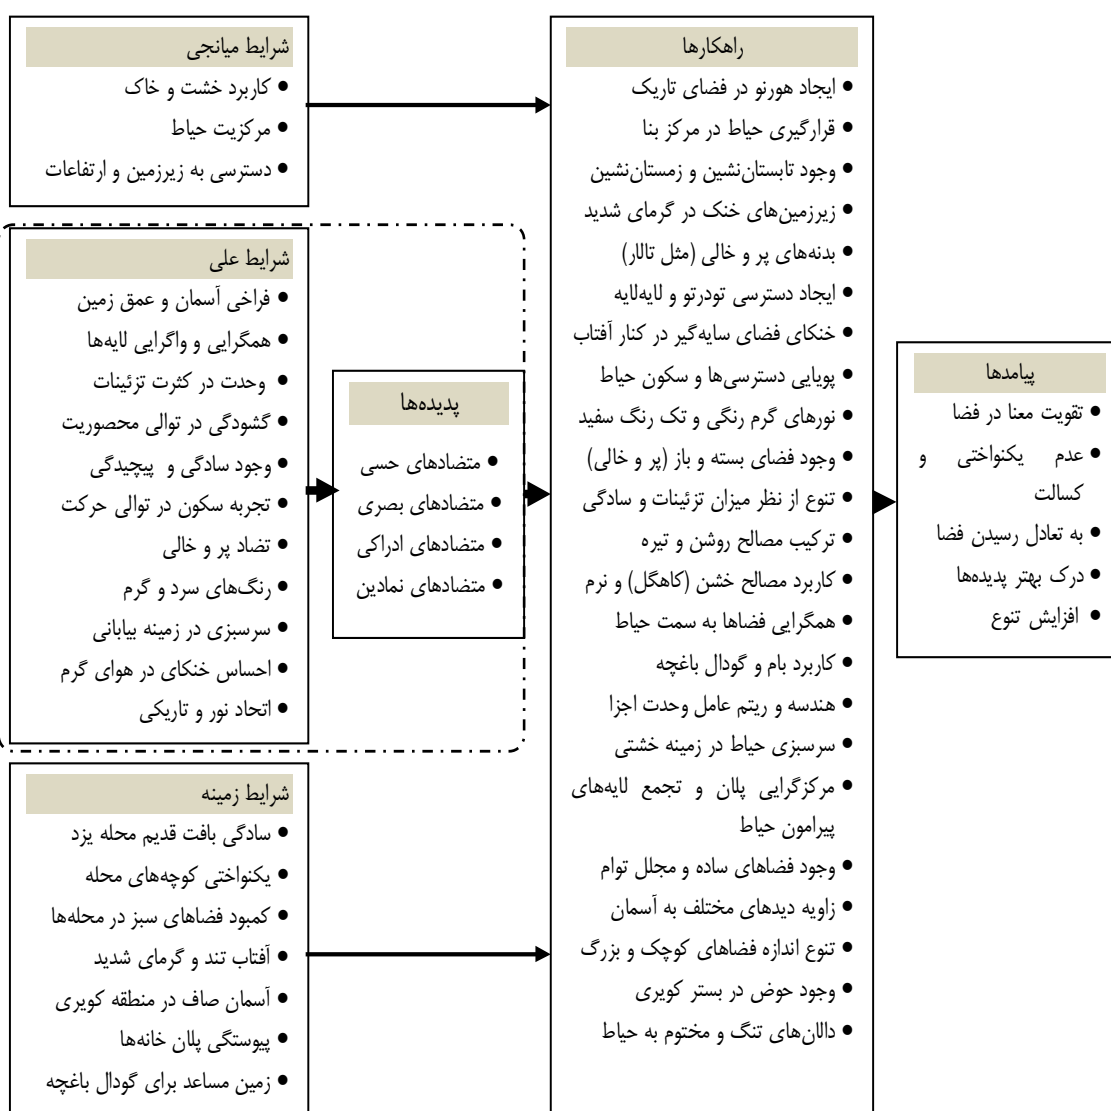 شرایط میانجی
● کاربرد خشت و خاک
● مرکزیت حیاط
● دسترسی به زیرزمین و ارتفاعات
شرایط علی
● فراخی آسمان و عمق زمین
● همگرایی و واگرایی لایه‌ها
● وحدت در کثرت تزئینات
● گشودگی در توالی محصوریت
● وجود سادگی و پیچیدگی
● تجربه سکون در توالی حرکت
● تضاد پر و خالی
● رنگ‌های سرد و گرم
● سرسبزی در زمینه بیابانی
● احساس خنکای در هوای گرم
● اتحاد نور و تاریکی
شرایط زمینه
● سادگی بافت قدیم محله یزد
● یکنواختی کوچه‌های محله
● کمبود فضاهای سبز در محله‌ها
● آفتاب تند و گرمای شدید
● آسمان صاف در منطقه کویری
● پیوستگی پلان خانه‌ها
● زمین مساعد برای گودال باغچه
پدیده‌ها
● متضادهای حسی
● متضادهای بصری
● متضادهای ادراکی
● متضادهای نمادین
راهکارها
● ایجاد هورنو در فضای تاریک
● قرارگیری حیاط در مرکز بنا
● وجود تابستان‌نشین و زمستان‌نشین
● زیرزمین‌های خنک در گرمای شدید
● بدنه‌های پر و خالی (مثل تالار)
● ایجاد دسترسی تودرتو و لایه‌لایه
● خنکای فضای سایه‌گیر در کنار آفتاب
● پویایی دسترسی‌ها و سکون حیاط
● نورهای گرم رنگی و تک رنگ سفید
● وجود فضای بسته و باز (پر و خالی)
● تنوع از نظر میزان تزئینات و سادگی
● ترکیب مصالح روشن و تیره
● کاربرد مصالح خشن (کاهگل) و نرم
● همگرایی فضاها به سمت حیاط
● کاربرد بام و گودال باغچه
● هندسه و ریتم عامل وحدت اجزا
● سرسبزی حیاط در زمینه خشتی
● مرکزگرایی پلان و تجمع لایه‌های
پیرامون حیاط
● وجود فضاهای ساده و مجلل توام
● زاویه دیدهای مختلف به آسمان
● تنوع اندازه فضاهای کوچک و بزرگ
● وجود حوض در بستر کویری
● دالان‌های تنگ و مختوم به حیاط
پیامدها
● تقویت معنا در فضا
● عدم یکنواختی و
کسالت
● به تعادل رسیدن فضا
● درک بهتر پدیده‌ها
● افزایش تنوع